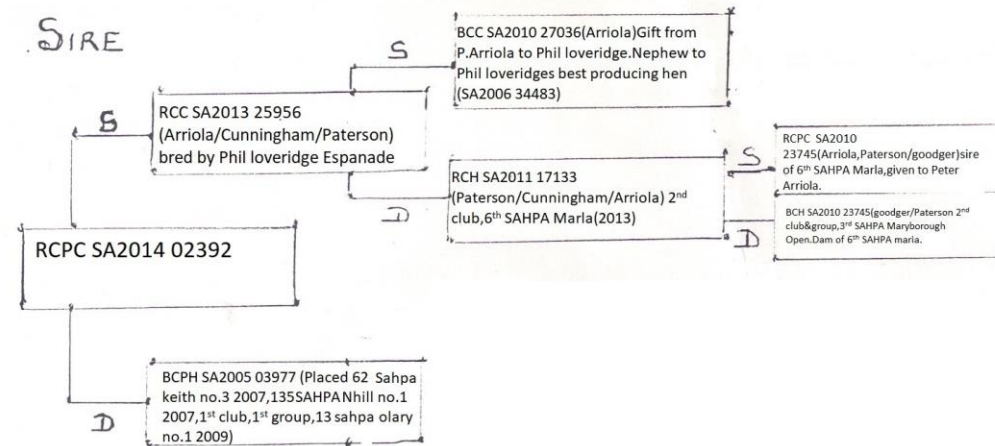 SIRE
S
BCC SA2010 27036(Arriola)Gift from
P.Arriola to Phil loveridge.Nephew to
Phil loveridges best producing hen
(SA2006 34483)
S
RCC SA2013 25956
(Arriola/Cunningham/Paterson)
bred by Phil loveridge Espanade
D
RCH SA2011 17133
(Paterson/Cunningham/Arriola) 2nd
club,6th SAHPA Marla(2013)
S
RCPC SA2010
23745(Arriola,Paterson/goodger)sire
of 6th SAHPA Marla,given to Peter
Arriola.
D
BCH SA2010 23745(goodger/Paterson 2nd
club&group,3rd SAHPA Maryborough
Open.Dam of 6th SAHPA maria.
RCPC SA2014 02392
D
BCPH SA2005 03977 (Placed 62 Sahpa
keith no.3 2007,135SAHPA Nhill no.1
2007,1st club,1st group,13 sahpa olary
no.1 2009)